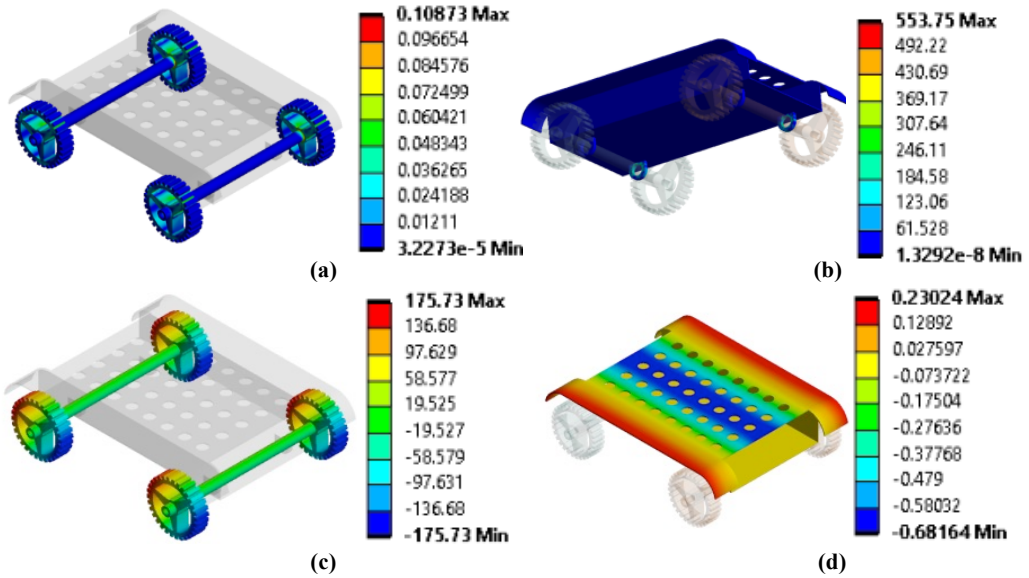 0.10873 Max
0.096654
0.084576
0.072499
0.060421
0.048343
0.036265
0.024188
0.01211
3.2273e-5 Min
(a)
553.75 Max
492.22
430.69
369.17
307.64
246.11
184.58
123.06
61.528
1.3292e-8 Min
(b)
175.73 Max
136.68
97.629
58.577
19.525
-19.527
-58.579
-97.631
-136.68
-175.73 Min
(c)
0.23024 Max
0.12892
0.027597
-0.073722
-0.17504
-0.27636
-0.37768
-0.479
-0.58032
-0.68164 Min
(d)